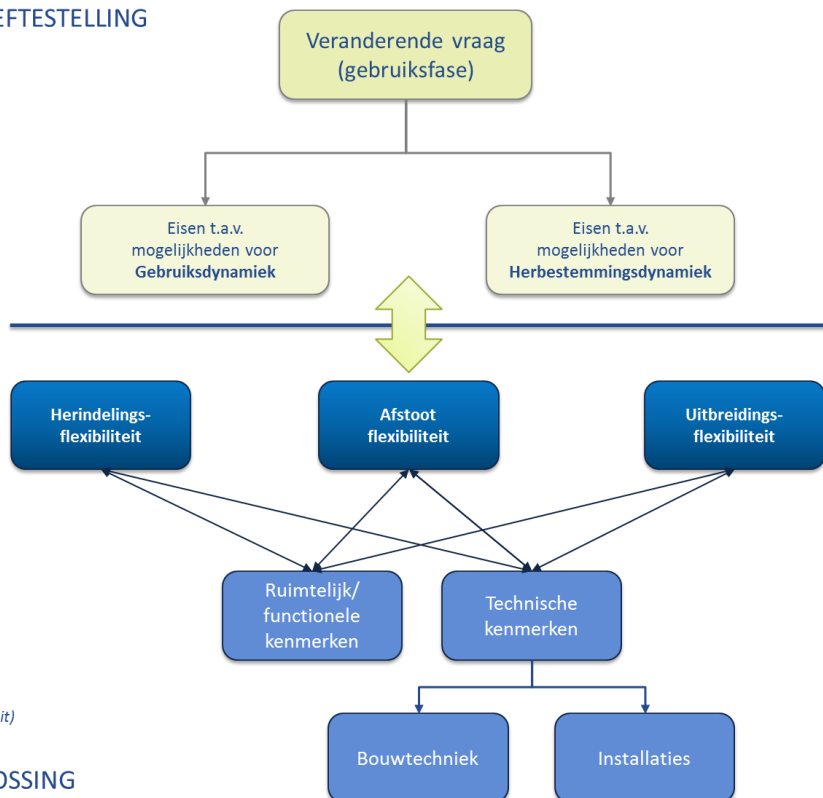 EFTESTELLING
Veranderende vraag
(gebruiksfase)
Eisen t.a.v.
mogelijkheden voor
Gebruiksdynamiek
Eisen t.a.v.
mogelijkheden voor
Herbestemmingsdynamiek
Herindelings-
flexibiliteit
Afstoot
flexibiliteit
Uitbreidings-
flexibiliteit
Ruimtelijk/
functionele
kenmerken
Technische
kenmerken
it)
Bouwtechniek
Installaties
OSSING